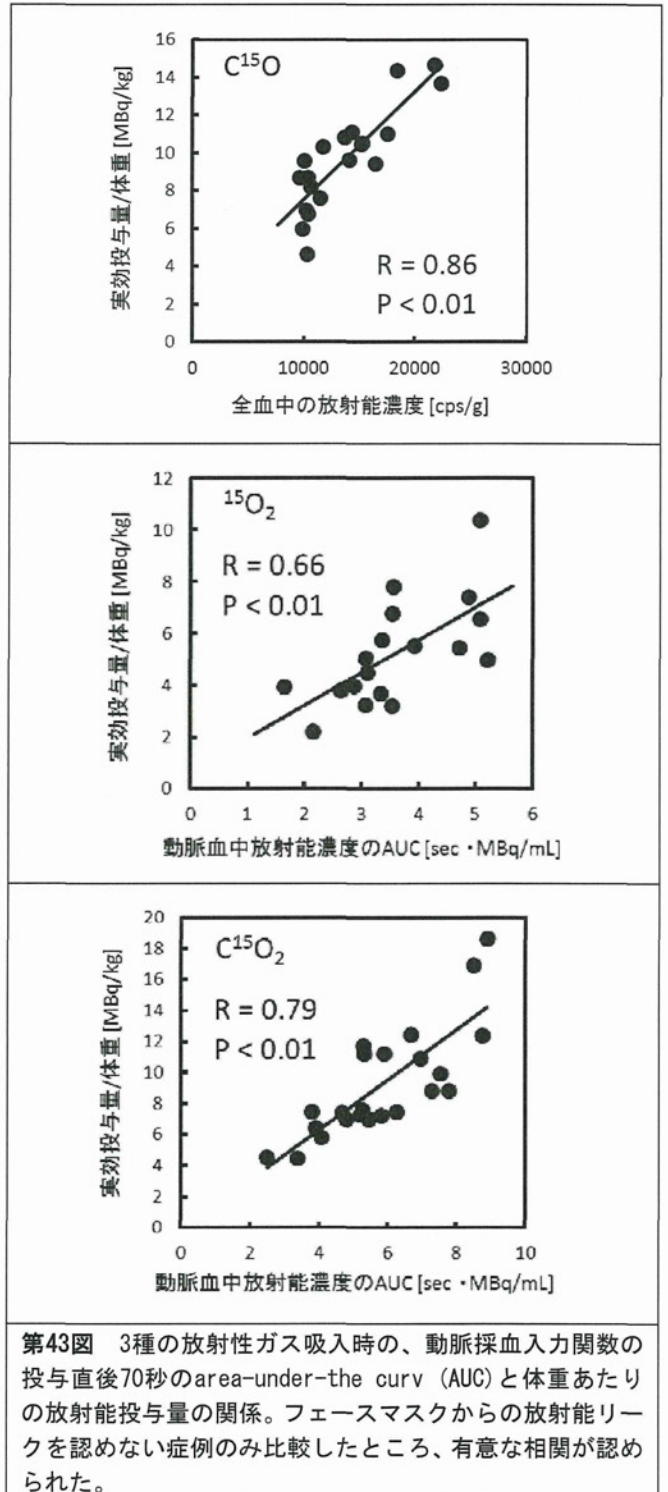 16
14
12
10
8
6
4
2
0
実効投与量/体重 [MBq/kg]
C¹⁵O
R = 0.86
P < 0.01
0 10000 20000 30000
全血中の放射能濃度 [cps/g]
12
10
8
6
4
2
0
実効投与量/体重 [MBq/kg]
¹⁵O₂
R = 0.66
P < 0.01
0 1 2 3 4 5 6
動脈血中放射能濃度のAUC [sec・MBq/mL]
20
18
16
14
12
10
8
6
4
2
0
実効投与量/体重 [MBq/kg]
C¹⁵O₂
R = 0.79
P < 0.01
0 2 4 6 8 10
動脈血中放射能濃度のAUC [sec・MBq/mL]
第43図 3種の放射性ガス吸入時の、動脈採血入力関数の
投与直後70秒のarea-under-the curv (AUC)と体重あたり
の放射能投与量の関係。フェースマスクからの放射能リー
クを認めない症例のみ比較したところ、有意な相関が認め
られた。